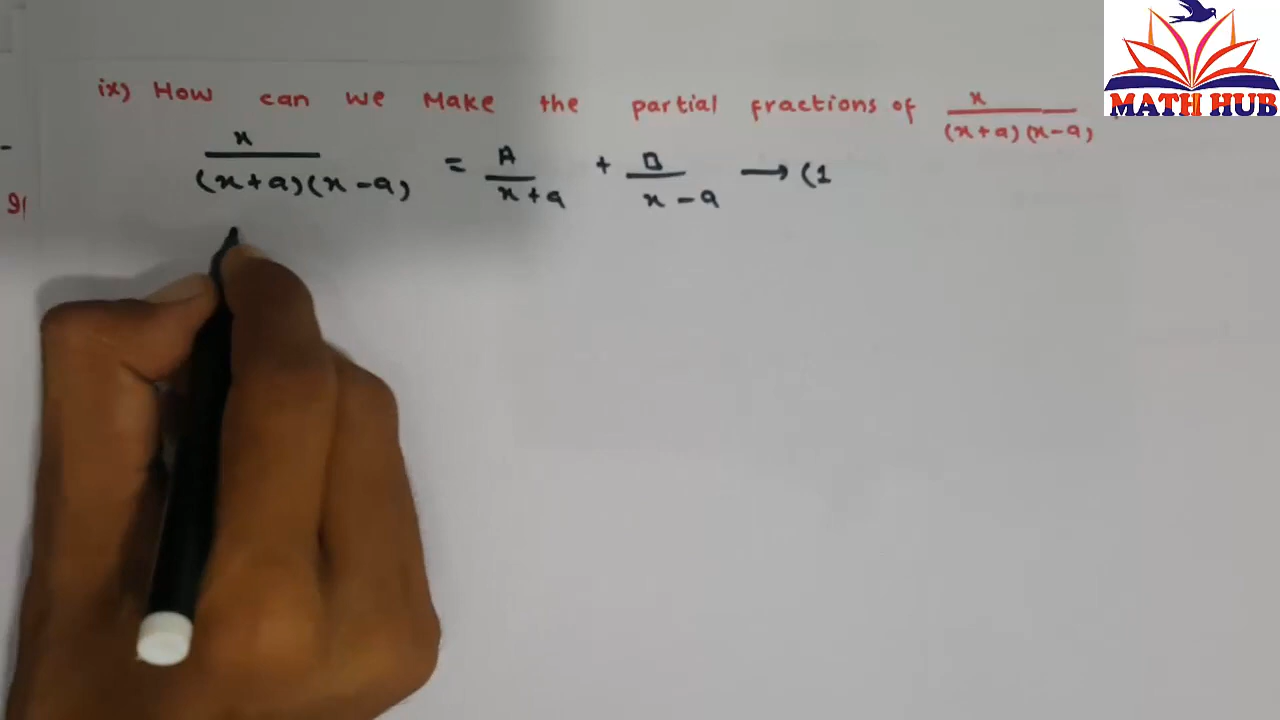 ix) How can we Make the partial fractions of x / (x+a)(x-a)
x / (x+a)(x-a) = A / x+a + B / x-a → (1
MATH HUB